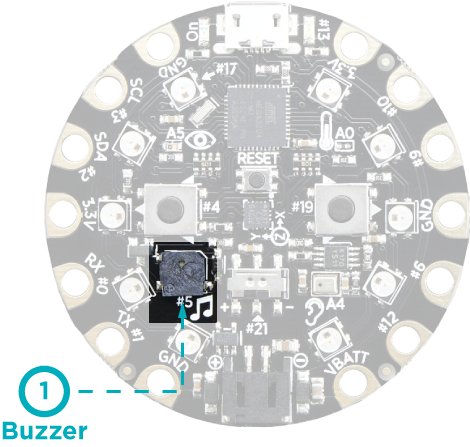 On
#13
GND
#17
3.3V
SCL
#3
#10
A5
A0
SDA
#2
RESET
#9
3.3V
#4
#19
GND
X
Y
Z
RX
#0
#6
#5
+
-
A4
TX
#1
#21
#12
GND
VBATT
1
Buzzer